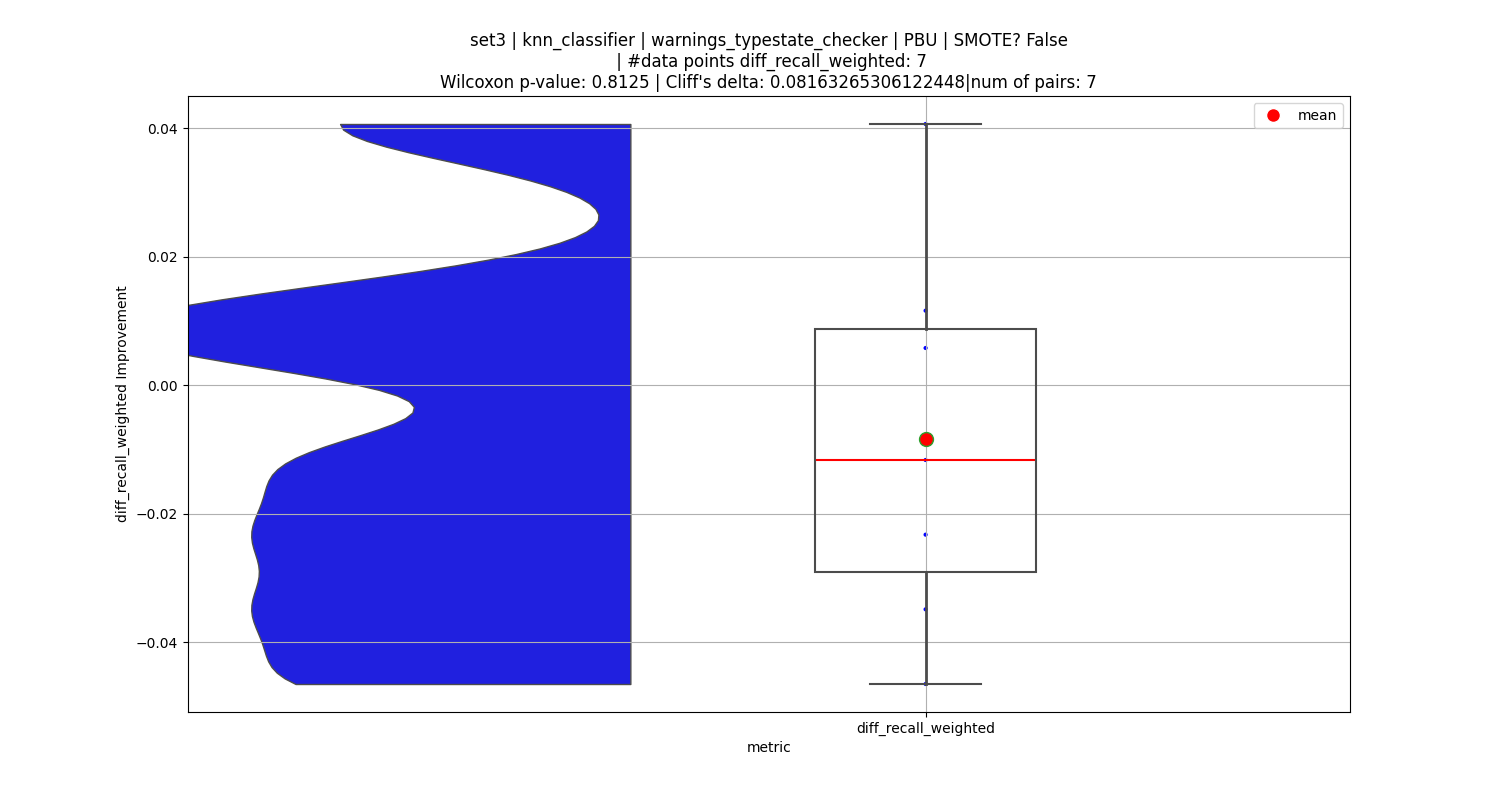 set3 | knn_classifier | warnings_typestate_checker | PBU | SMOTE? False
| #data points diff_recall_weighted: 7
Wilcoxon p-value: 0.8125 | Cliff's delta: 0.08163265306122448|num of pairs: 7
mean
0.04
0.02
0.00
−0.02
−0.04
diff_recall_weighted Improvement
diff_recall_weighted
metric